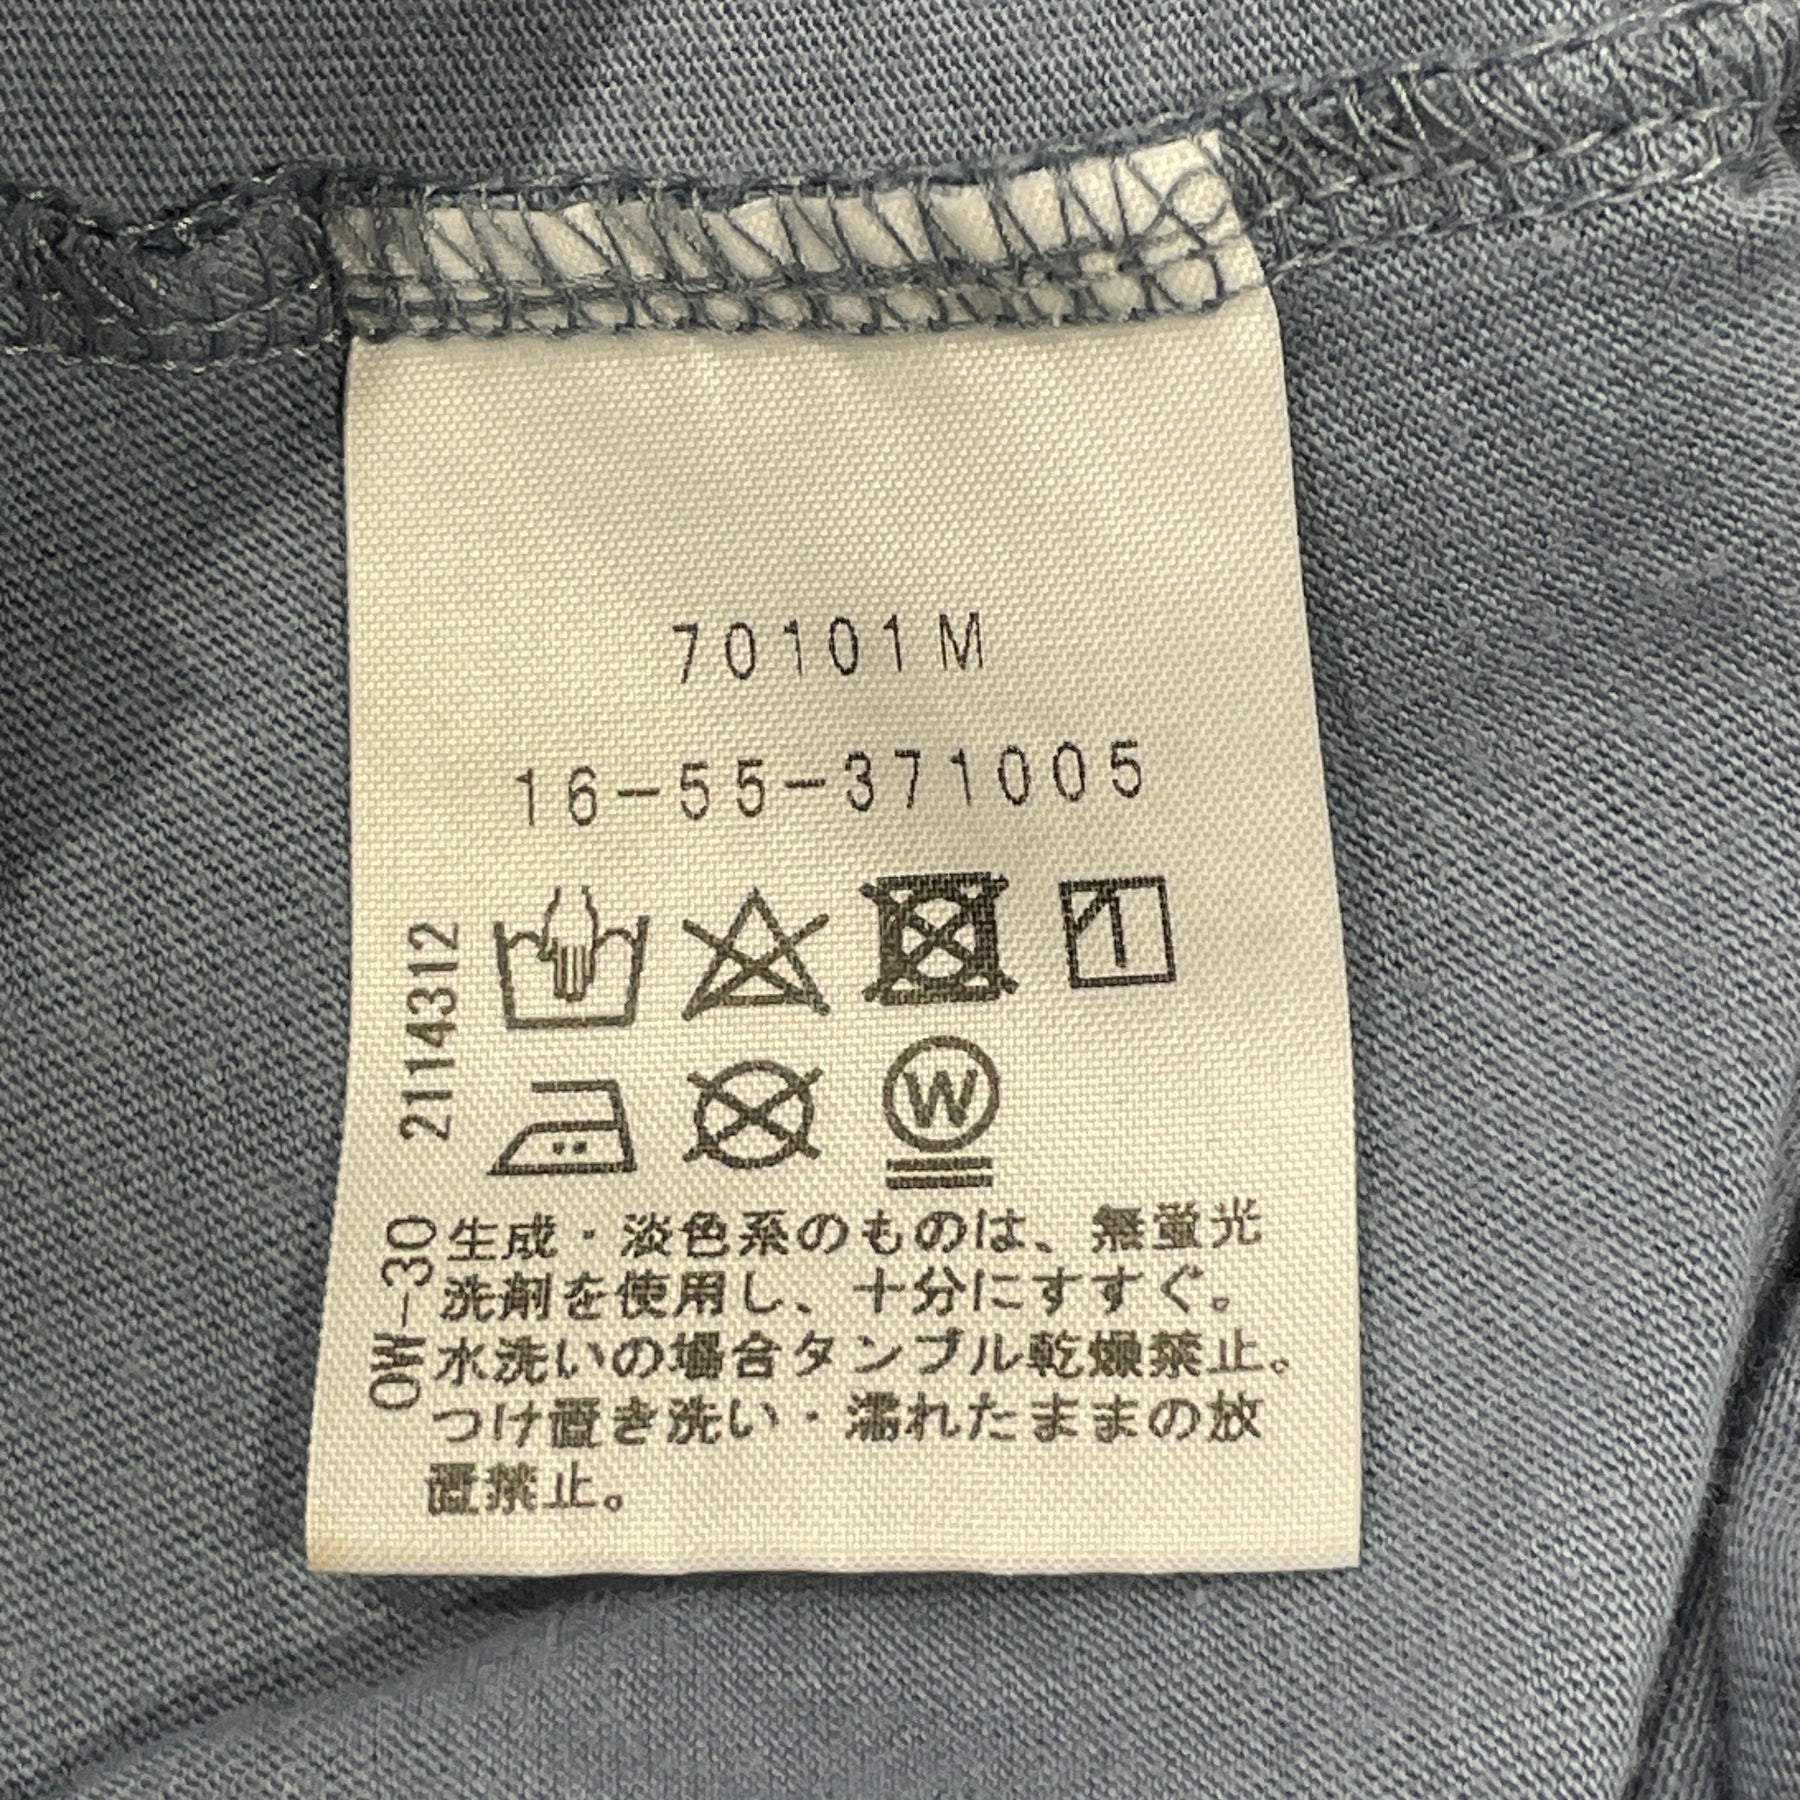 70101M
16-55-371005
W
生成・淡色系のものは、無蛍光
洗剤を使用し、十分にすすぐ。
水洗いの場合タンブル乾燥禁止。
つけ置き洗い・濡れたままの放
置禁止。
OW-30 2114312